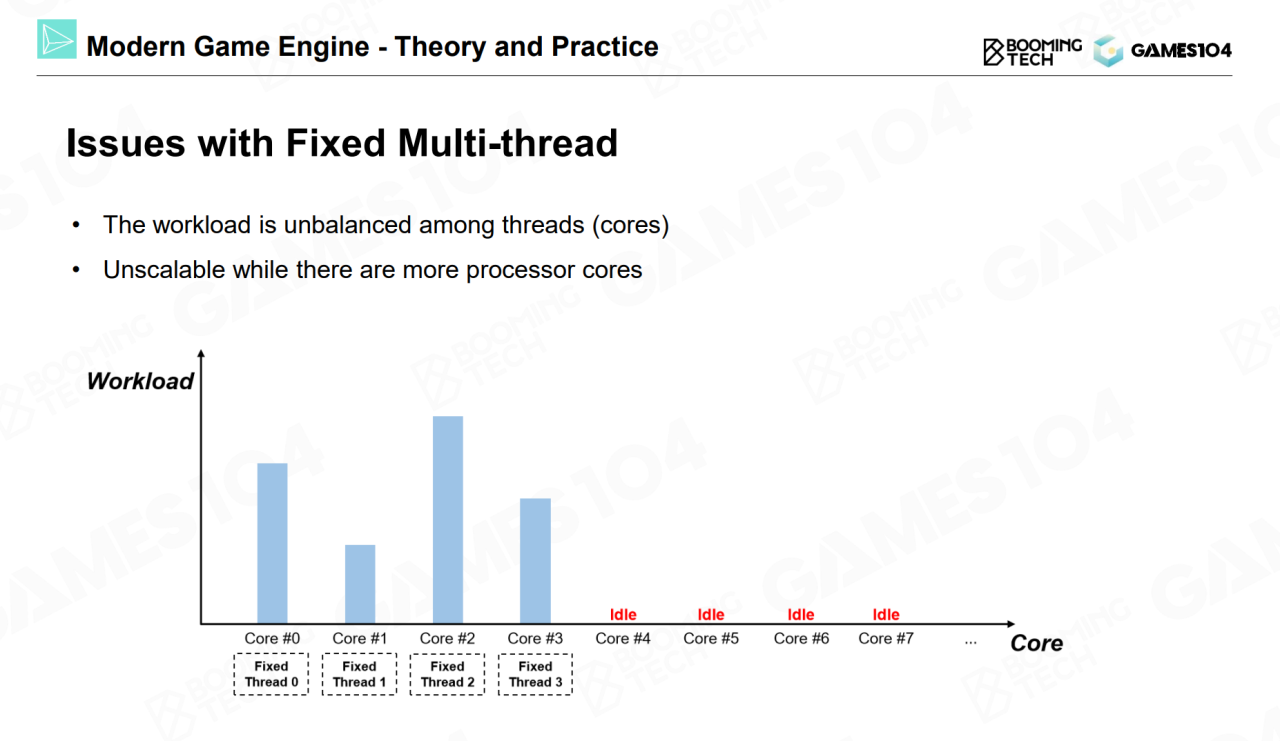 Modern Game Engine - Theory and Practice
BOOMING
TECH
GAMES104
Issues with Fixed Multi-thread
• The workload is unbalanced among threads (cores)
• Unscalable while there are more processor cores
Workload
Idle Idle Idle Idle
Core #0 Core #1 Core #2 Core #3 Core #4 Core #5 Core #6 Core #7 ... Core
Fixed Fixed Fixed Fixed
Thread 0 Thread 1 Thread 2 Thread 3